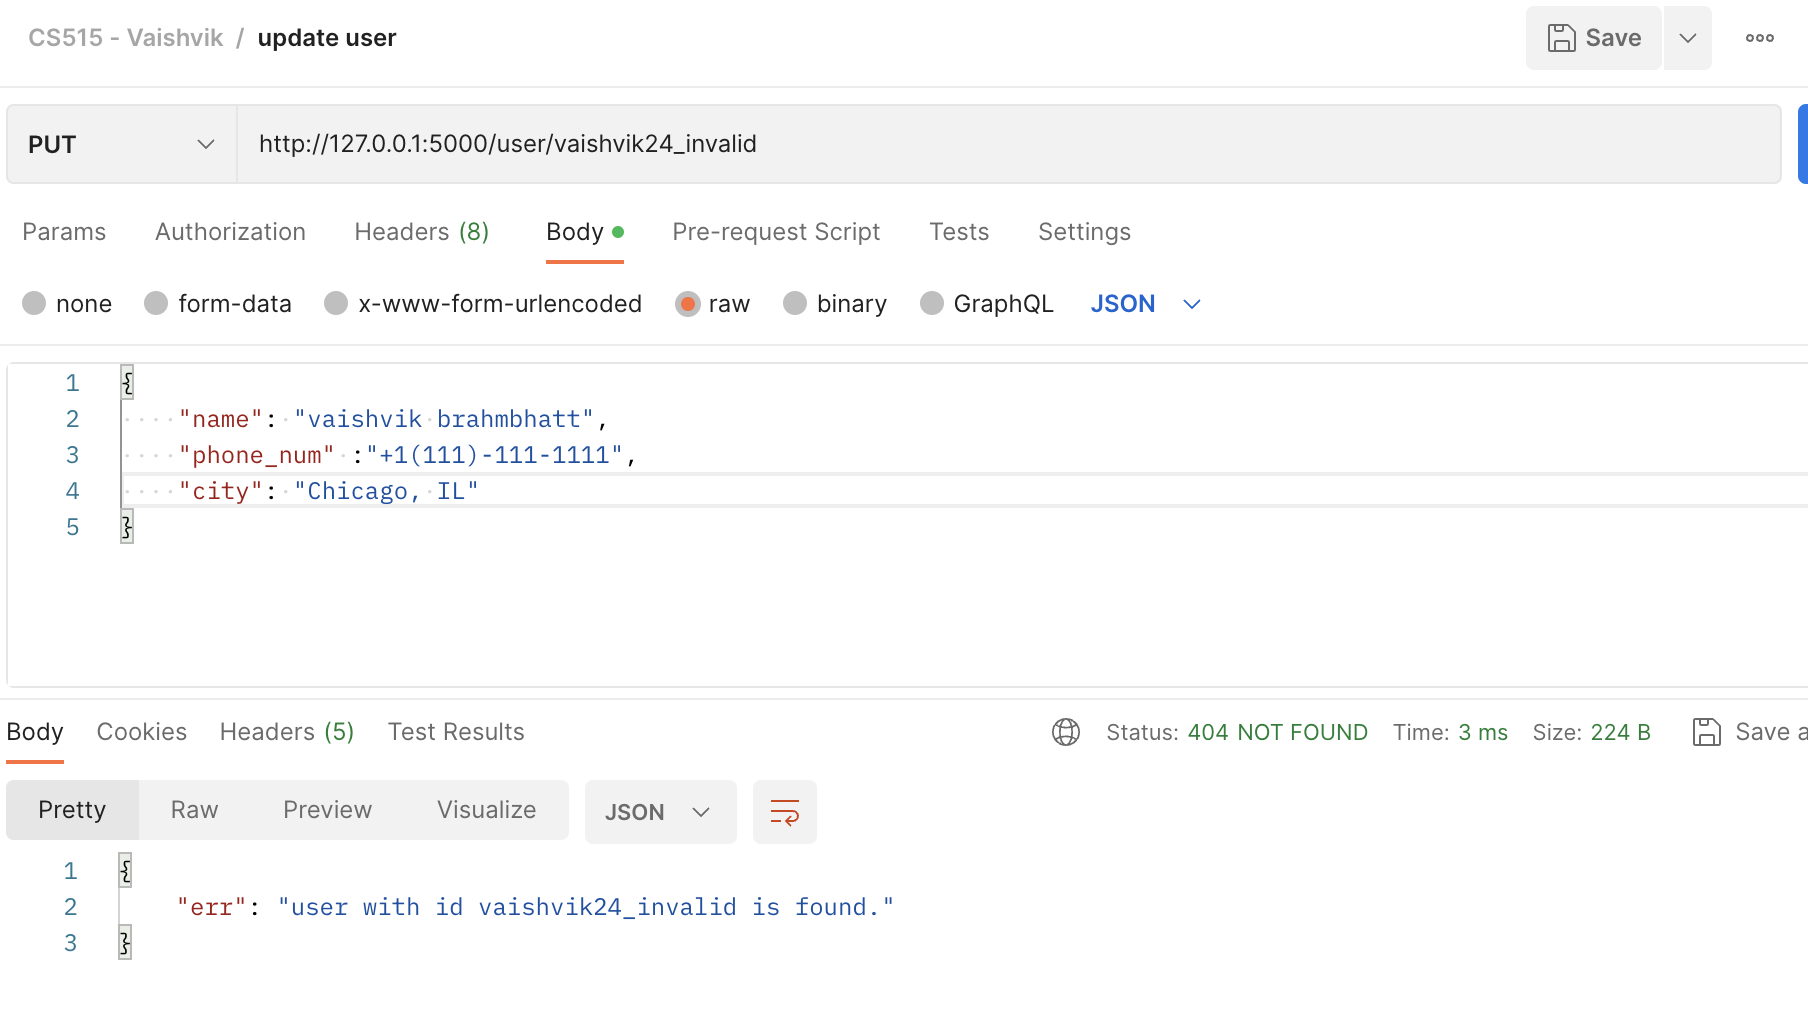 CS515 - Vaishvik / update user
Save
PUT
http://127.0.0.1:5000/user/vaishvik24_invalid
Params Authorization Headers (8) Body Pre-request Script Tests Settings
none form-data x-www-form-urlencoded raw binary GraphQL JSON
1 {
2 "name": "vaishvik brahmbhatt",
3 "phone_num" :"+1(111)-111-1111",
4 "city": "Chicago, IL"
5 }
Body Cookies Headers (5) Test Results Status: 404 NOT FOUND Time: 3 ms Size: 224 B Save a
Pretty Raw Preview Visualize JSON
1 {
2 "err": "user with id vaishvik24_invalid is found."
3 }